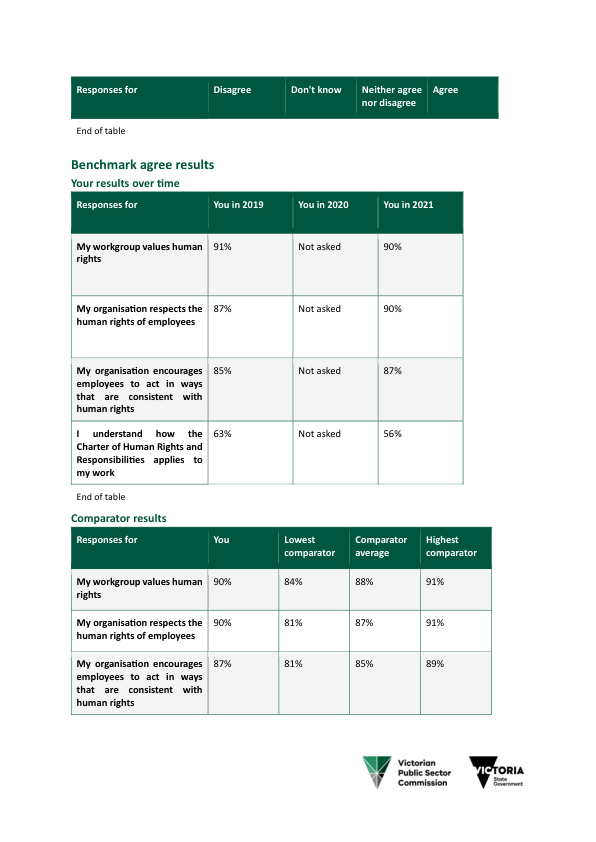 Responses for Disagree Don't know Neither agree Agree
nor disagree
End of table
Benchmark agree results
Your results over time
Responses for You in 2019 You in 2020 You in 2021
My workgroup values human 91% Not asked 90%
rights
My organisation respects the 87% Not asked 90%
human rights of employees
My organisation encourages 85% Not asked 87%
employees to act in ways
that are consistent with
human rights
I understand how the 63% Not asked 56%
Charter of Human Rights and
Responsibilities applies to
my work
End of table
Comparator results
Responses for You Lowest Comparator Highest
comparator average comparator
My workgroup values human 90% 84% 88% 91%
rights
My organisation respects the 90% 81% 87% 91%
human rights of employees
My organisation encourages 87% 81% 85% 89%
employees to act in ways
that are consistent with
human rights
Victorian
Public Sector
Commission
VICTORIA
State
Government